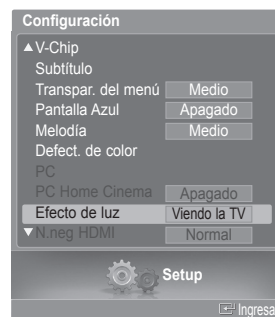 Configuración
▲V-Chip
Subtítulo
Transpar. del menú Medio
Pantalla Azul Apagado
Melodía Medio
Defect. de color
PC
PC Home Cinema Apagado
Efecto de luz Viendo la TV
▼N.neg HDMI Normal
Setup
Ingresa